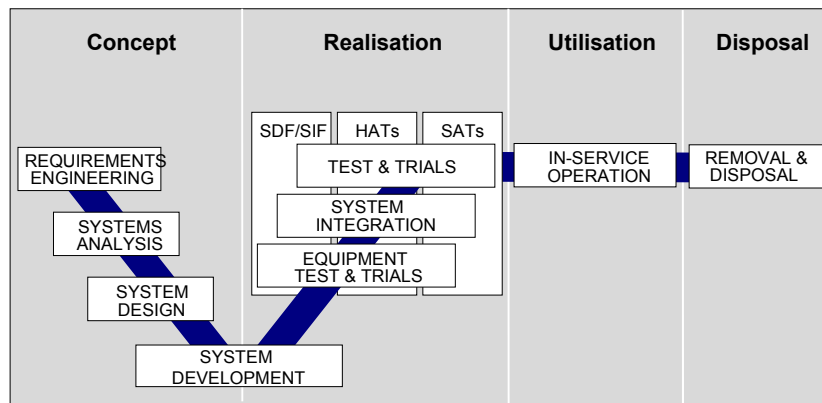 Concept
Realisation
Utilisation
Disposal
SDF/SIF
HATs
SATs
REQUIREMENTS
ENGINEERING
SYSTEMS
ANALYSIS
SYSTEM
DESIGN
SYSTEM
DEVELOPMENT
EQUIPMENT
TEST & TRIALS
SYSTEM
INTEGRATION
TEST & TRIALS
IN-SERVICE
OPERATION
REMOVAL &
DISPOSAL